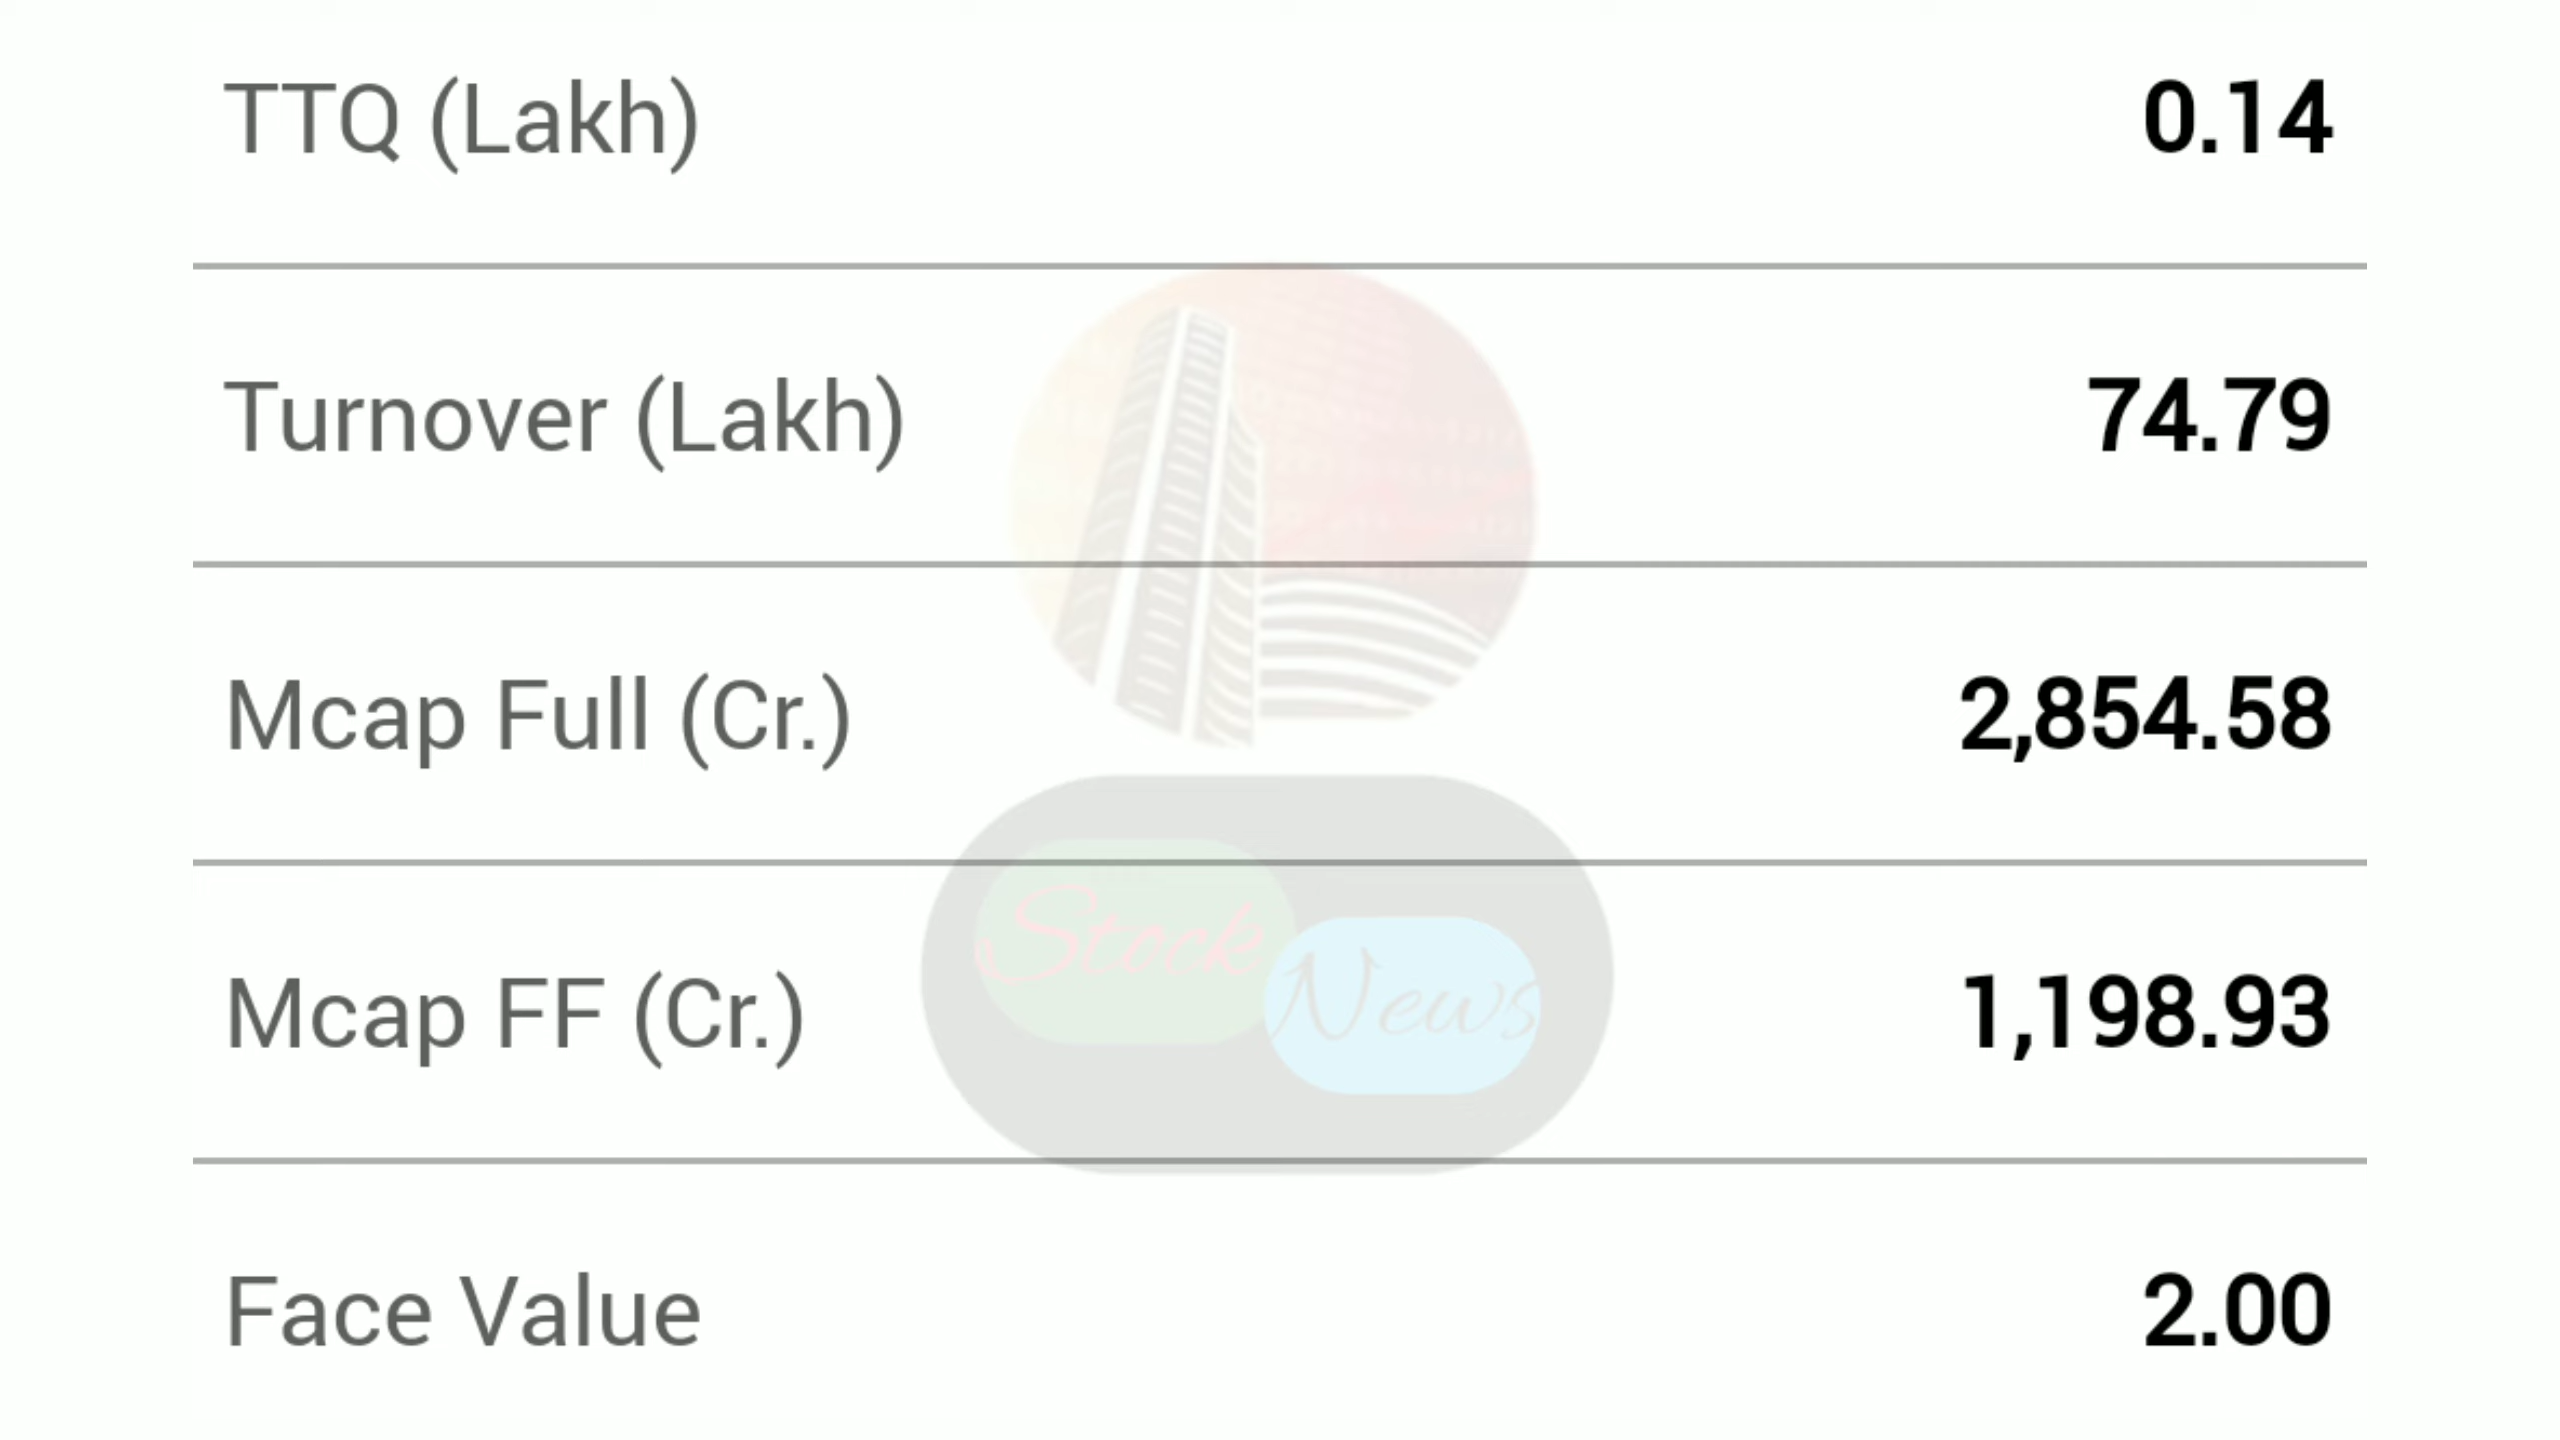 TTQ (Lakh) 0.14
Turnover (Lakh) 74.79
Mcap Full (Cr.) 2,854.58
Mcap FF (Cr.) 1,198.93
Stock
News
Face Value 2.00